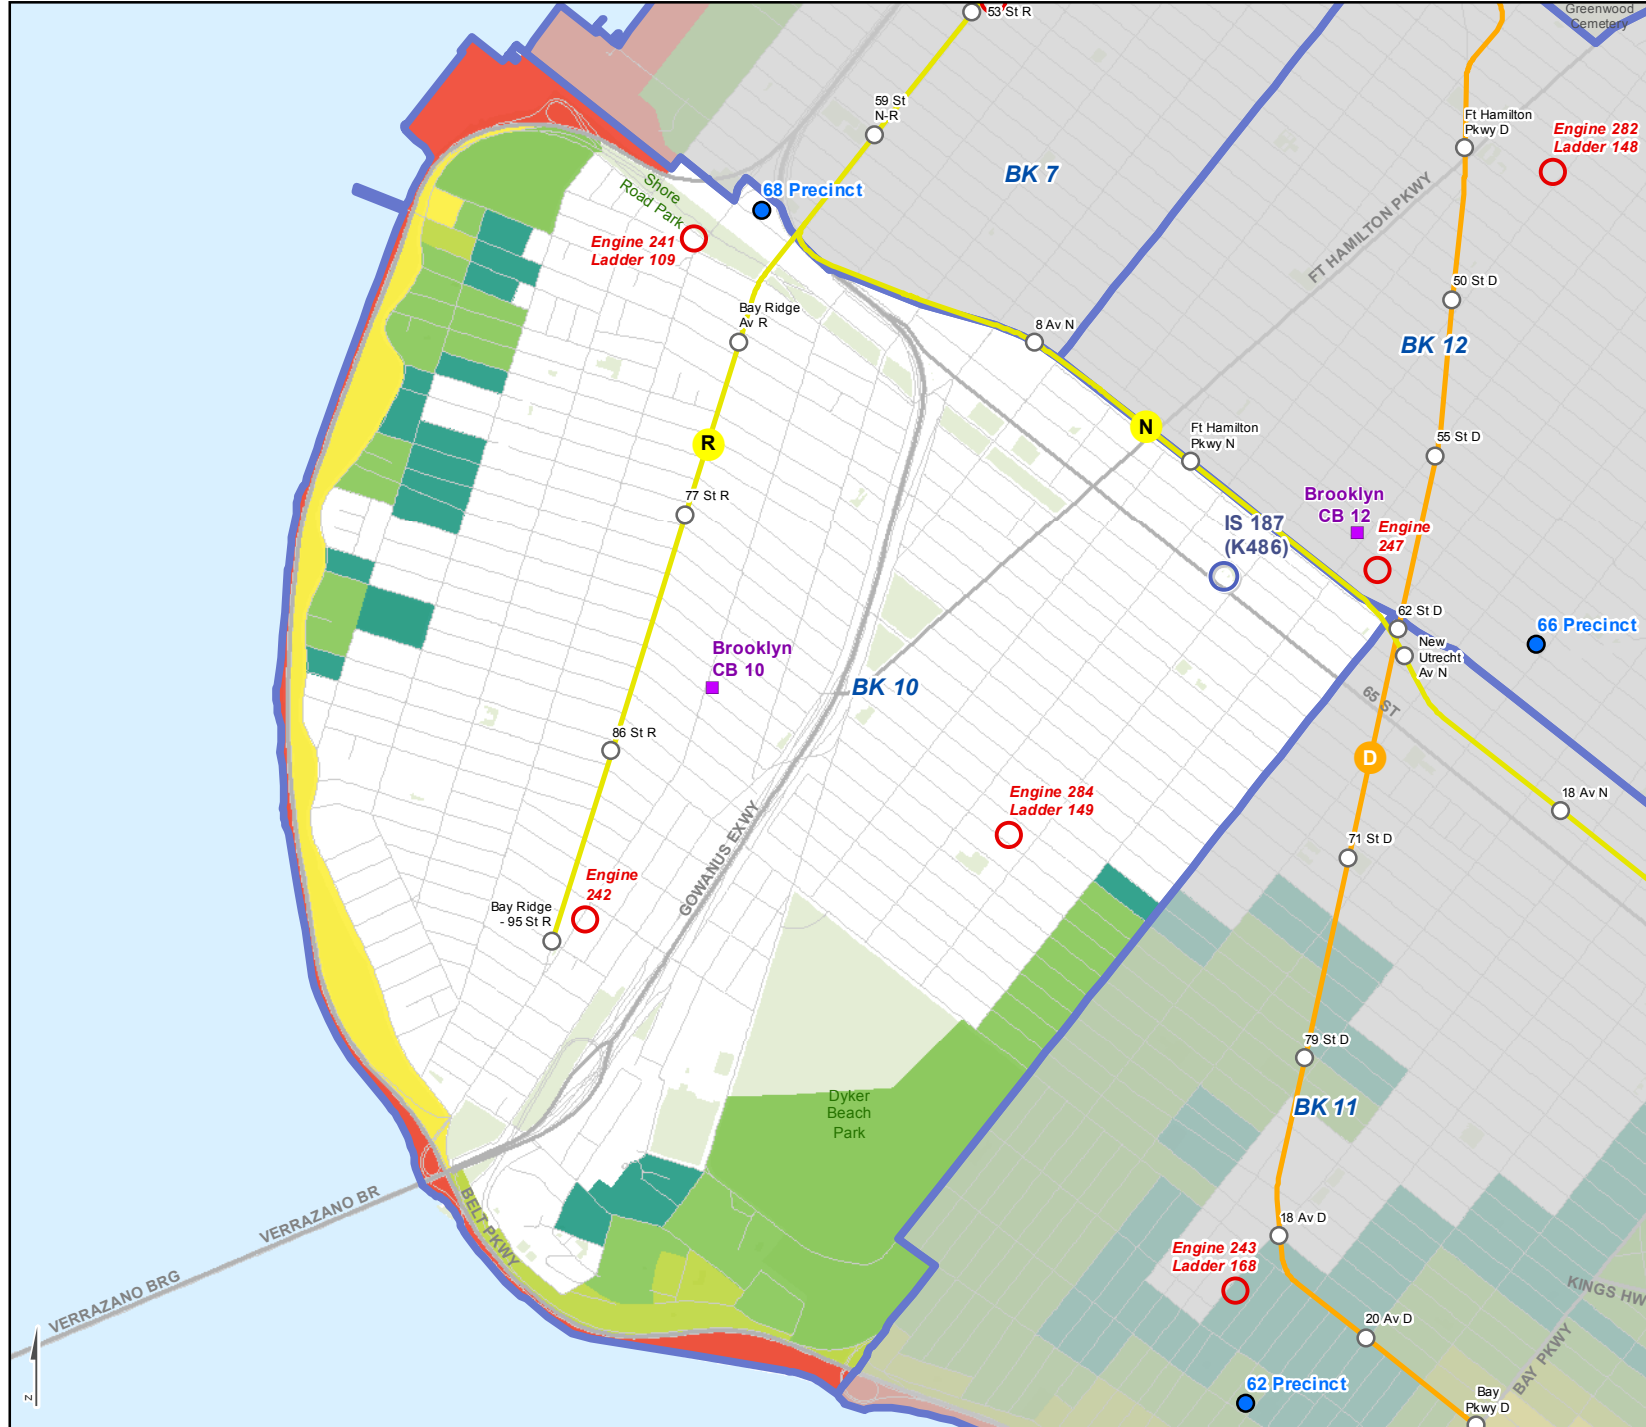 Greenwood
Cemetery
53 St R
59 St
N-R
Ft Hamilton
Pkwy D
Engine 282
Ladder 148
BK 7
FT HAMILTON PKWY
68 Precinct
Shore
Road Park
Engine 241
Ladder 109
50 St D
Bay Ridge
Av R
8 Av N
BK 12
R
N
Ft Hamilton
Pkwy N
55 St D
77 St R
Brooklyn
CB 12
IS 187
(K486)
Engine
247
62 St D
66 Precinct
New
Utrecht
Av N
Brooklyn
CB 10
BK 10
65 ST
86 St R
D
18 Av N
Engine 284
Ladder 149
GOWANUS EXWY
71 St D
Engine
242
Bay Ridge
- 95 St R
79 St D
Dyker
Beach
Park
BK 11
VERRAZANO BR
BELT PKWY
18 Av D
Engine 243
Ladder 168
VERRAZANO BRG
KINGS HW
20 Av D
BAY PKWY
62 Precinct
Bay
Pkwy D
N